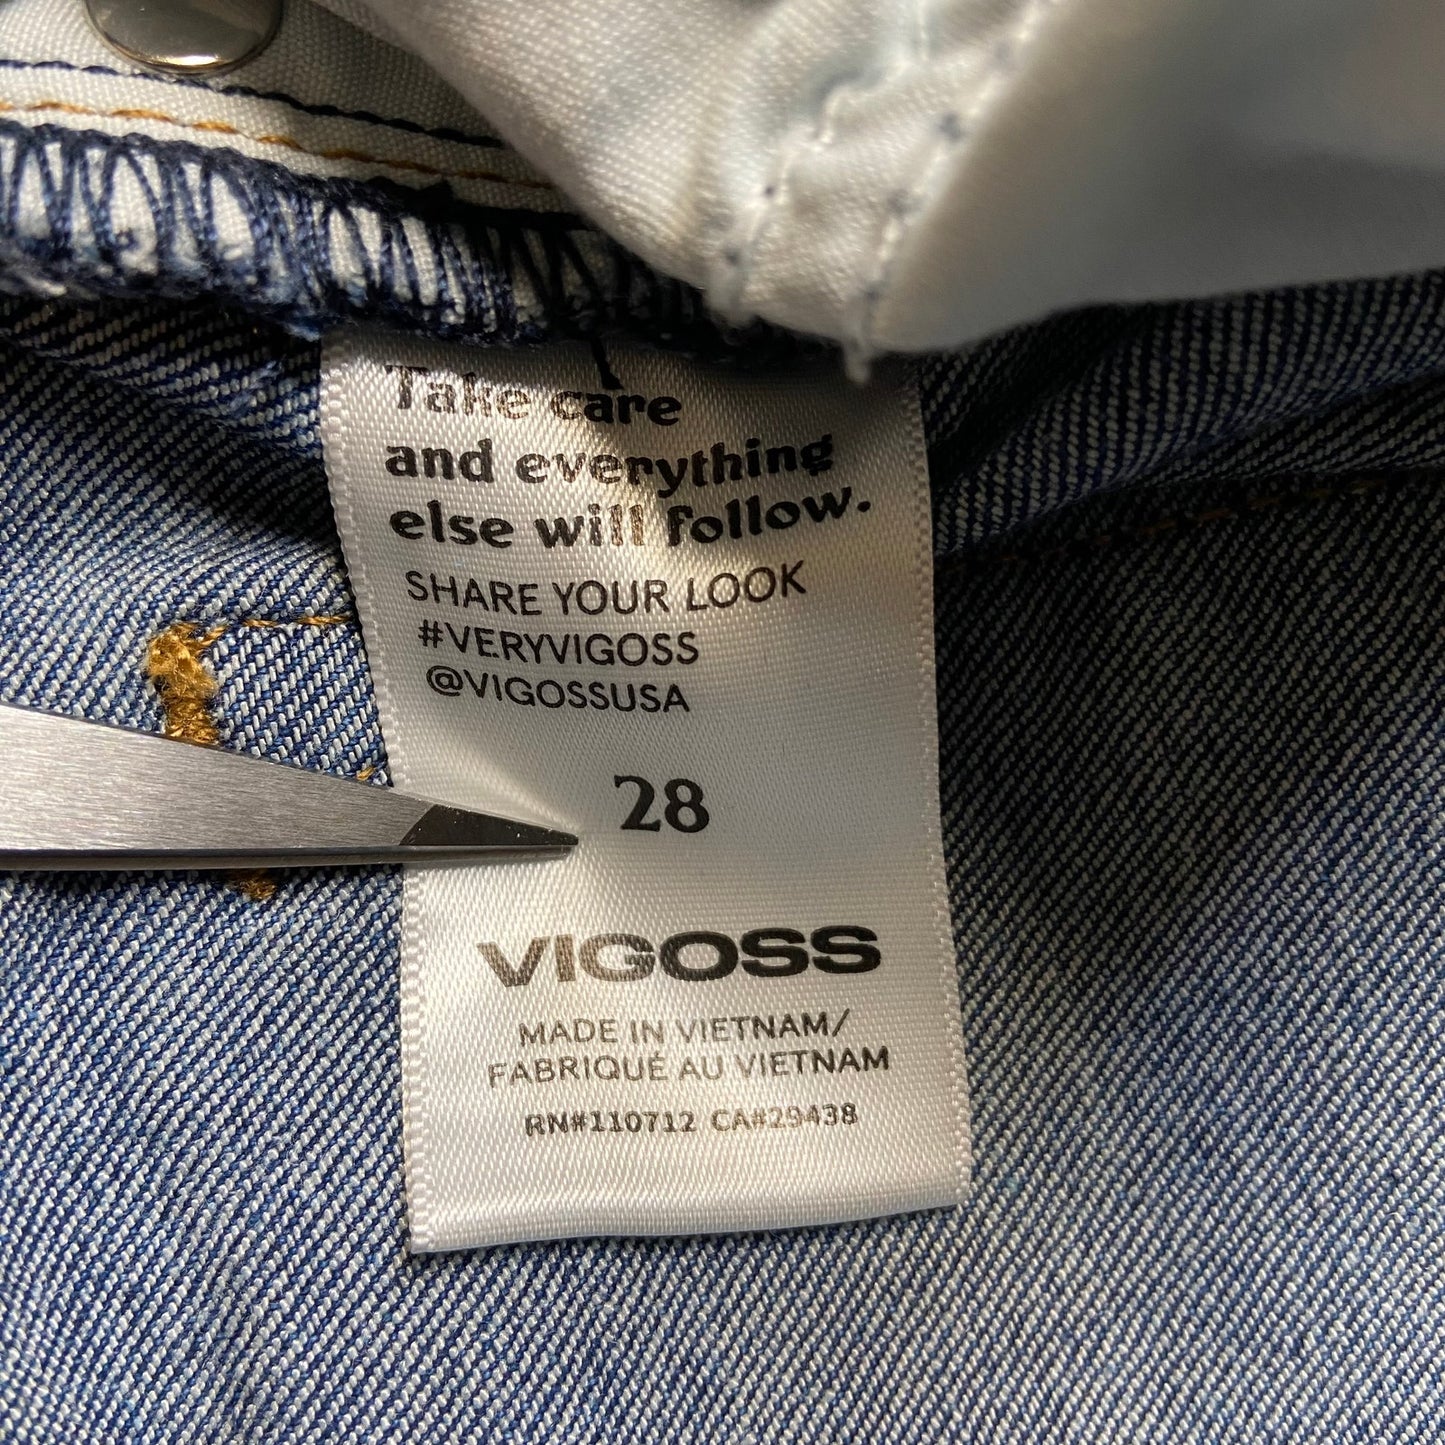 Take care
and everything
else will follow.
SHARE YOUR LOOK
#VERYVIGOSS
@VIGOSSUSA
28
VIGOSS
MADE IN VIETNAM/
FABRIQUÉ AU VIETNAM
RN#110712 CA#29438